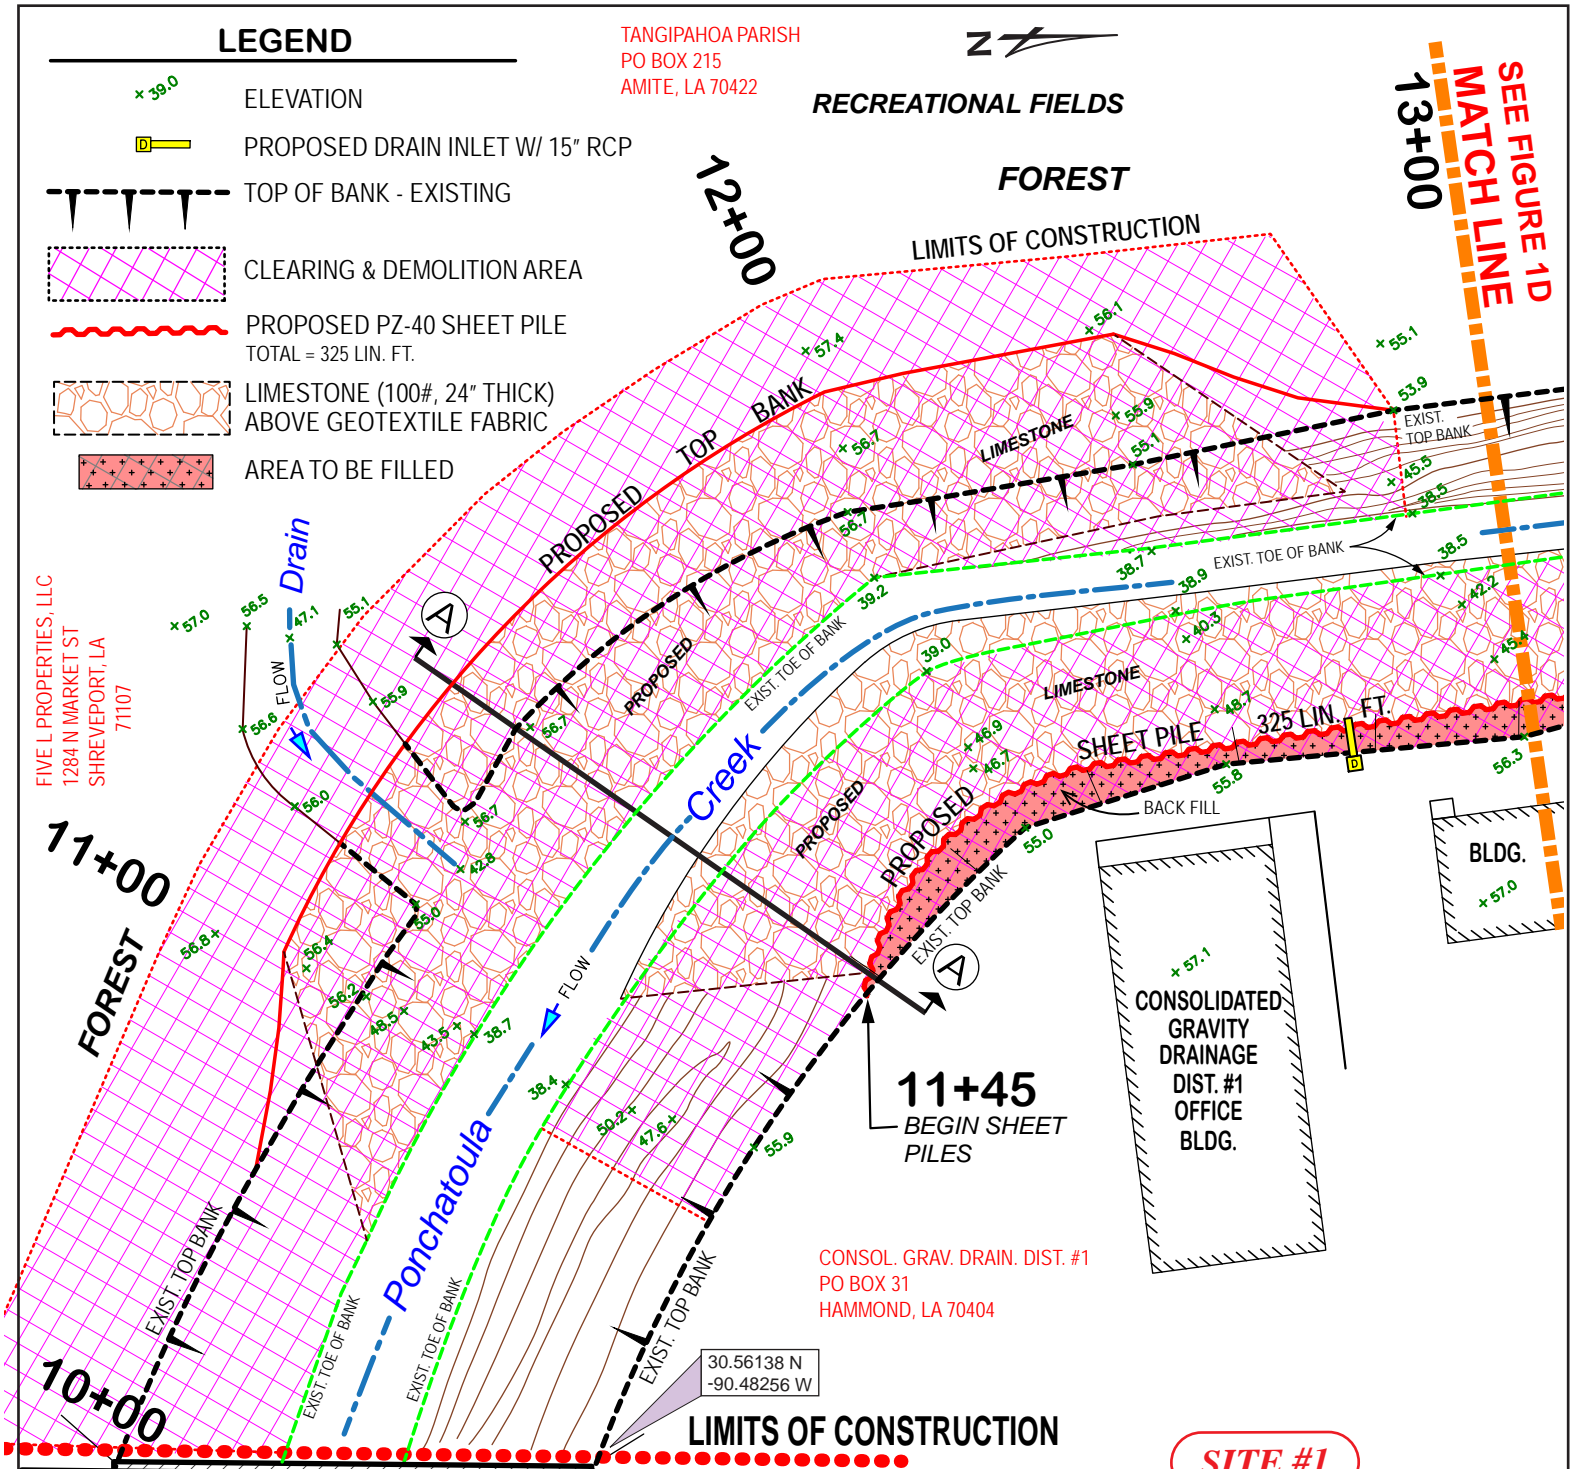 LEGEND
× 39.0
ELEVATION
D
PROPOSED DRAIN INLET W/ 15" RCP
TOP OF BANK - EXISTING
CLEARING & DEMOLITION AREA
PROPOSED PZ-40 SHEET PILE
TOTAL = 325 LIN. FT.
LIMESTONE (100#, 24" THICK)
ABOVE GEOTEXTILE FABRIC
AREA TO BE FILLED
TANGIPAHOA PARISH
PO BOX 215
AMITE, LA 70422
N
RECREATIONAL FIELDS
FOREST
LIMITS OF CONSTRUCTION
12+00
13+00
SEE FIGURE 1D
MATCH LINE
57.4
56.1
55.1
53.9
EXIST.
TOP BANK
PROPOSED TOP BANK
56.7
LIMESTONE
55.9
55.1
45.5
38.5
56.7
EXIST. TOE OF BANK
38.5
38.7
38.9
39.2
42.2
40.3
45.4
Drain
FLOW
FIVE L PROPERTIES, LLC
1284 N MARKET ST
SHREVEPORT, LA
71107
57.0
56.5
47.1
55.1
A
55.9
56.6
56.7
PROPOSED
EXIST. TOE OF BANK
39.0
LIMESTONE
48.7
46.9
46.7
SHEET PILE 325 LIN. FT.
D
56.3
55.8
BACK FILL
PROPOSED
PROPOSED
55.0
EXIST. TOP BANK
A
Creek
56.0
56.7
42.8
55.0
11+00
FOREST
56.8
56.4
56.2
48.5
43.5
38.7
FLOW
38.4
50.2
47.6
55.9
11+45
BEGIN SHEET
PILES
57.1
CONSOLIDATED
GRAVITY
DRAINAGE
DIST. #1
OFFICE
BLDG.
BLDG.
57.0
Ponchatoula
EXIST. TOP BANK
EXIST. TOE OF BANK
EXIST. TOE OF BANK
EXIST. TOP BANK
CONSOL. GRAV. DRAIN. DIST. #1
PO BOX 31
HAMMOND, LA 70404
30.56138 N
-90.48256 W
10+00
LIMITS OF CONSTRUCTION
SITE #1